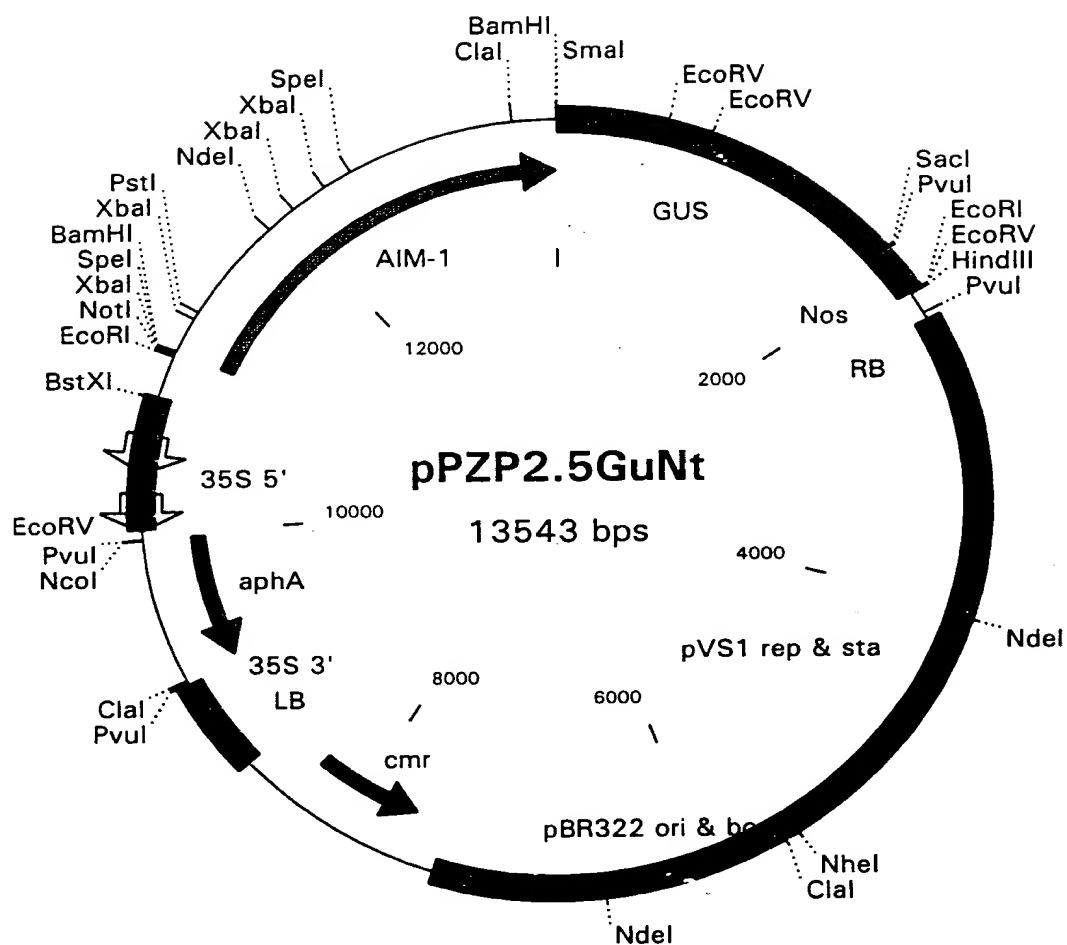 BamHI
ClaI
SmaI
EcoRV
EcoRV
SpeI
XbaI
XbaI
NdeI
PstI
XbaI
BamHI
SpeI
XbaI
NotI
EcoRI
BstXI
SacI
PvuI
EcoRI
EcoRV
HindIII
PvuI
GUS
AIM-1
I
Nos
RB
12000
2000
pPZP2.5GuNt
13543 bps
35S 5'
10000
4000
EcoRV
PvuI
NcoI
aphA
NdeI
pVS1 rep & sta
35S 3'
LB
8000
6000
ClaI
PvuI
cmr
pBR322 ori & bo
NheI
ClaI
NdeI